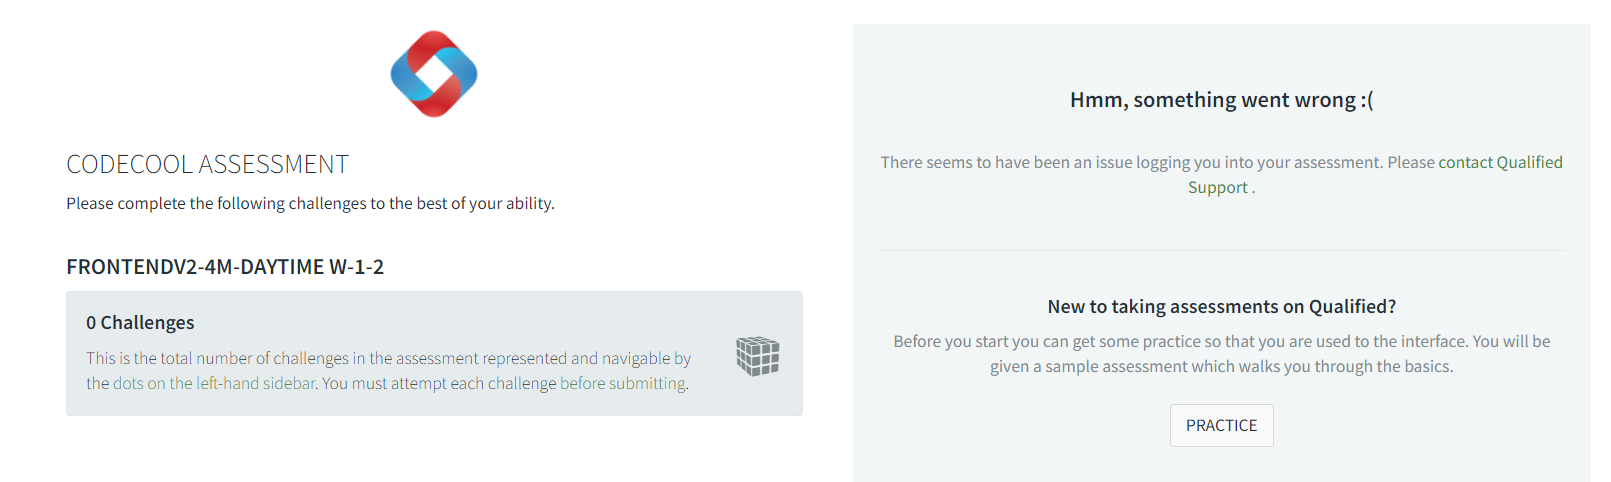 CODECOOL ASSESSMENT
Please complete the following challenges to the best of your ability.
FRONTENDV2-4M-DAYTIME W-1-2
0 Challenges
This is the total number of challenges in the assessment represented and navigable by
the dots on the left-hand sidebar. You must attempt each challenge before submitting.
Hmm, something went wrong :(
There seems to have been an issue logging you into your assessment. Please contact Qualified
Support .
New to taking assessments on Qualified?
Before you start you can get some practice so that you are used to the interface. You will be
given a sample assessment which walks you through the basics.
PRACTICE